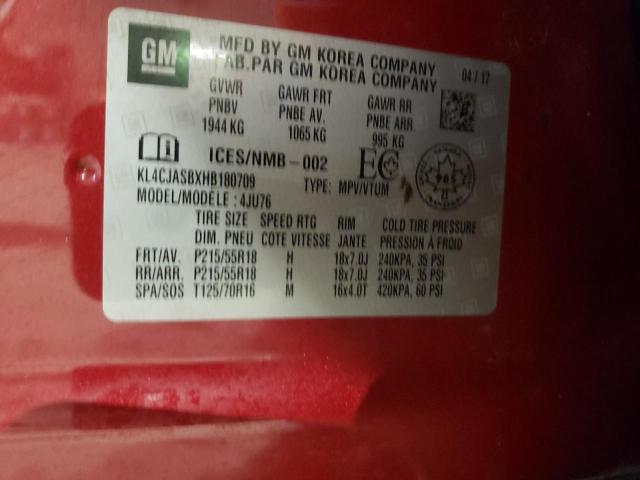 GM
MFD BY GM KOREA COMPANY
AB.PAR GM KOREA COMPANY
04 / 17
GVWR GAWR FRT GAWR RR
PNBV PNBE AV. PNBE ARR.
1944 KG 1065 KG 995 KG
ICES/NMB-002 EC
KL4CJASBXHB180709 TYPE: MPV/VTUM
MODEL/MODÈLE: 4JU76
TIRE SIZE SPEED RTG RIM COLD TIRE PRESSURE
DIM. PNEU COTE VITESSE JANTE PRESSION À FROID
FRT/AV. P215/55R18 H 18x7.0J 240KPA, 35 PSI
RR/ARR. P215/55R18 H 18x7.0J 240KPA, 35 PSI
SPA/SOS T125/70R16 M 16x4.0T 420KPA, 60 PSI